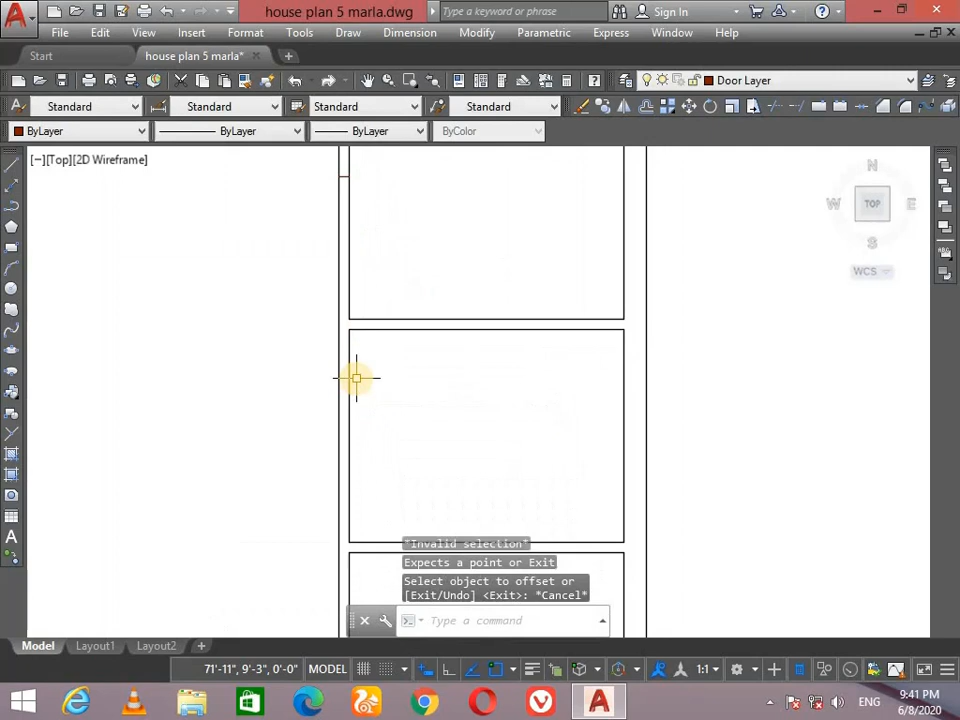 house plan 5 marla.dwg
Type a keyword or phrase
Sign In
File Edit View Insert Format Tools Draw Dimension Modify Parametric Express Window Help
Start
house plan 5 marla*
Door Layer
Standard
Standard
Standard
Standard
ByLayer
ByLayer
ByLayer
ByColor
[−][Top][2D Wireframe]
N
W
TOP
E
S
WCS
*Invalid selection*
Expects a point or Exit
Select object to offset or
[Exit/Undo] <Exit>: *Cancel*
Type a command
Model
Layout1
Layout2
71'-11", 9'-3", 0'-0"
MODEL
1:1
ENG
9:41 PM
6/8/2020